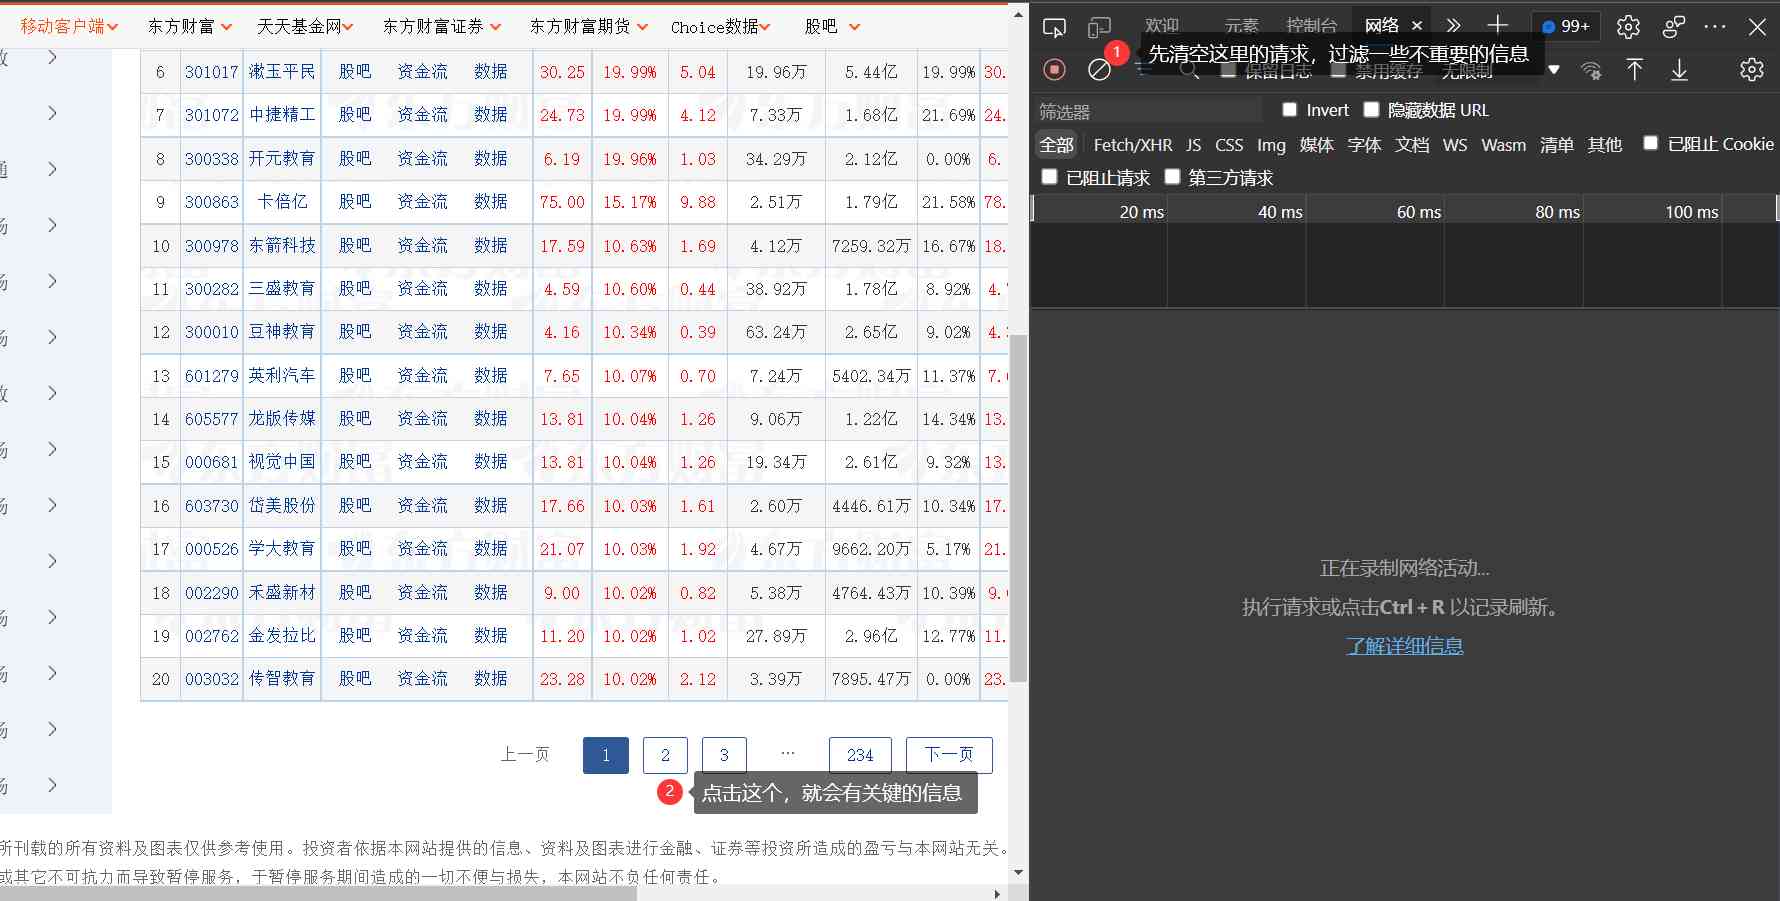 移动客户端 东方财富 天天基金网 东方财富证券 东方财富期货 Choice数据 股吧
6 301017 漱玉平民 股吧 资金流 数据 30.25 19.99% 5.04 19.96万 5.44亿 19.99% 30.
7 301072 中捷精工 股吧 资金流 数据 24.73 19.99% 4.12 7.33万 1.68亿 21.69% 24.
8 300338 开元教育 股吧 资金流 数据 6.19 19.96% 1.03 34.29万 2.12亿 0.00% 6.
9 300863 卡倍亿 股吧 资金流 数据 75.00 15.17% 9.88 2.51万 1.79亿 21.58% 78.
10 300978 东箭科技 股吧 资金流 数据 17.59 10.63% 1.69 4.12万 7259.32万 16.67% 18.
11 300282 三盛教育 股吧 资金流 数据 4.59 10.60% 0.44 38.92万 1.78亿 8.92% 4.
12 300010 豆神教育 股吧 资金流 数据 4.16 10.34% 0.39 63.24万 2.65亿 9.02% 4.
13 601279 英利汽车 股吧 资金流 数据 7.65 10.07% 0.70 7.24万 5402.34万 11.37% 7.
14 605577 龙版传媒 股吧 资金流 数据 13.81 10.04% 1.26 9.06万 1.22亿 14.34% 13.
15 000681 视觉中国 股吧 资金流 数据 13.81 10.04% 1.26 19.34万 2.61亿 9.32% 13.
16 603730 岱美股份 股吧 资金流 数据 17.66 10.03% 1.61 2.60万 4446.61万 10.34% 17.
17 000526 学大教育 股吧 资金流 数据 21.07 10.03% 1.92 4.67万 9662.20万 5.17% 21.
18 002290 禾盛新材 股吧 资金流 数据 9.00 10.02% 0.82 5.38万 4764.43万 10.39% 9.
19 002762 金发拉比 股吧 资金流 数据 11.20 10.02% 1.02 27.89万 2.96亿 12.77% 11.
20 003032 传智教育 股吧 资金流 数据 23.28 10.02% 2.12 3.39万 7895.47万 0.00% 23.
上一页 1 2 3 ... 234 下一页
2 点击这个，就会有关键的信息
所刊载的所有资料及图表仅供参考使用。投资者依据本网站提供的信息、资料及图表进行金融、证券等投资所造成的盈亏与本网站无关。
或其它不可抗力而导致暂停服务，于暂停服务期间造成的一切不便与损失，本网站不负任何责任。
欢迎 元素 控制台 网络 99+
1 先清空这里的请求，过滤一些不重要的信息
保留日志 禁用缓存 无限制
筛选器 Invert 隐藏数据 URL
全部 Fetch/XHR JS CSS Img 媒体 字体 文档 WS Wasm 清单 其他 已阻止 Cookie
已阻止请求 第三方请求
20 ms 40 ms 60 ms 80 ms 100 ms
正在录制网络活动...
执行请求或点击Ctrl + R 以记录刷新。
了解详细信息